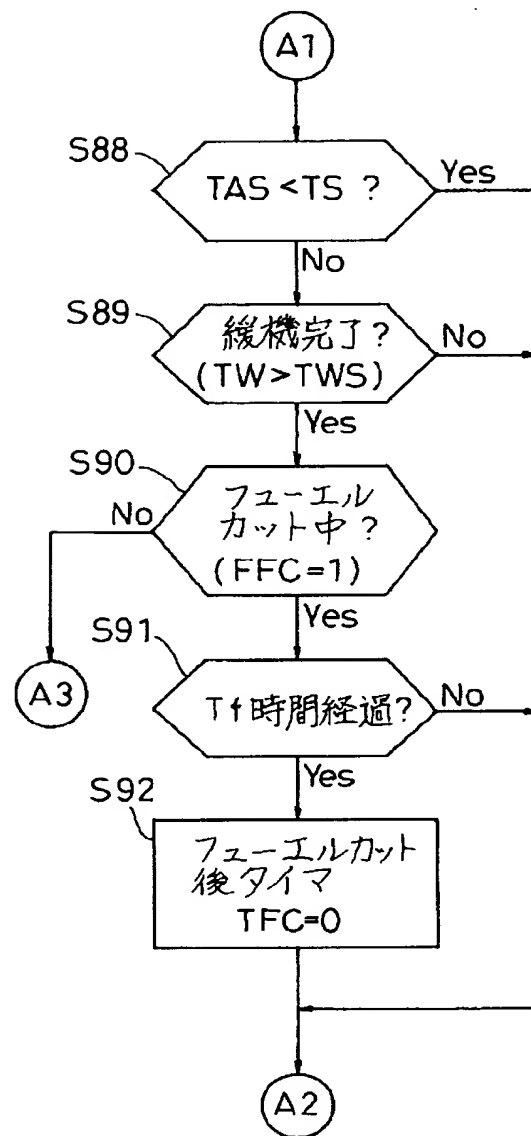 A1
S88
TAS<TS ?
Yes
No
S89
緩機完了?
(TW>TWS)
No
Yes
S90
フューエル
カット中?
(FFC=1)
No
Yes
A3
S91
Tf時間経過?
No
Yes
S92
フューエルカット
後タイマ
TFC=0
A2